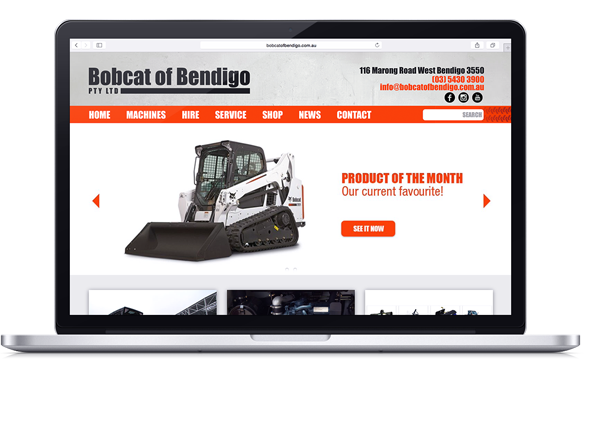 bobcatofbendigo.com.au
Bobcat of Bendigo
PTY LTD
116 Marong Road West Bendigo 3550
(03) 5430 3900
info@bobcatofbendigo.com.au
HOME MACHINES HIRE SERVICE SHOP NEWS CONTACT
SEARCH
PRODUCT OF THE MONTH
Our current favourite!
SEE IT NOW
Bobcat